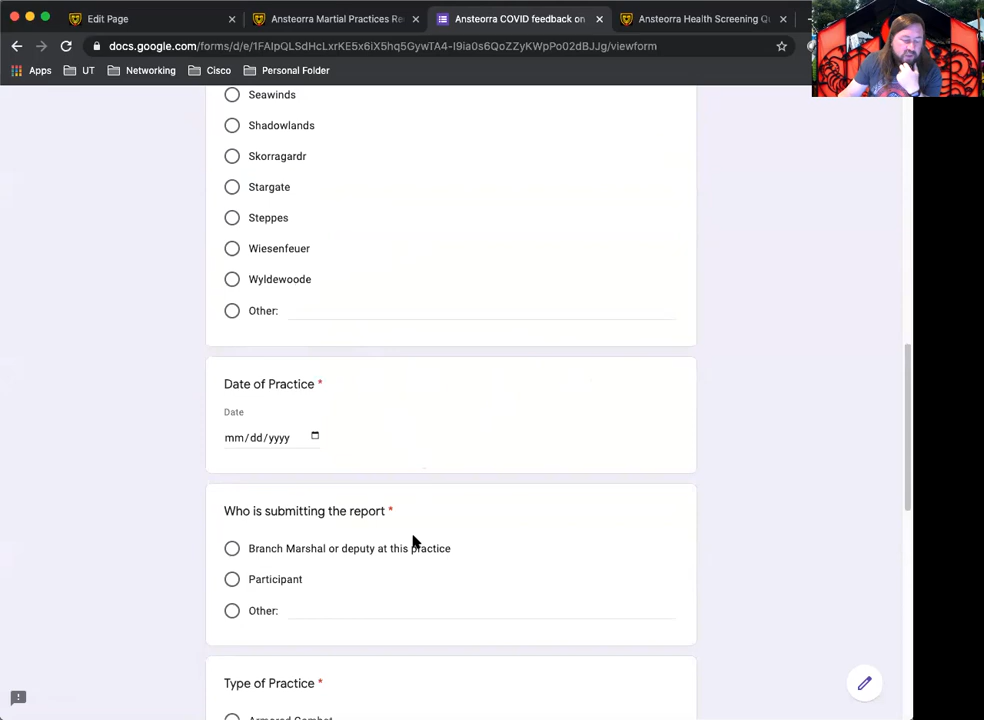 Edit Page
Ansteorra Martial Practices Re
Ansteorra COVID feedback on
Ansteorra Health Screening Q
docs.google.com/forms/d/e/1FAIpQLSdHcLxrKE5x6iX5hq5GywTA4-I9ia0s6QoZZyKWpPo02dBJJg/viewform
Apps UT Networking Cisco Personal Folder
Seawinds
Shadowlands
Skorragardr
Stargate
Steppes
Wiesenfeuer
Wyldewoode
Other:
Date of Practice *
Date
mm/dd/yyyy
Who is submitting the report *
Branch Marshal or deputy at this practice
Participant
Other:
Type of Practice *
Armored Combat